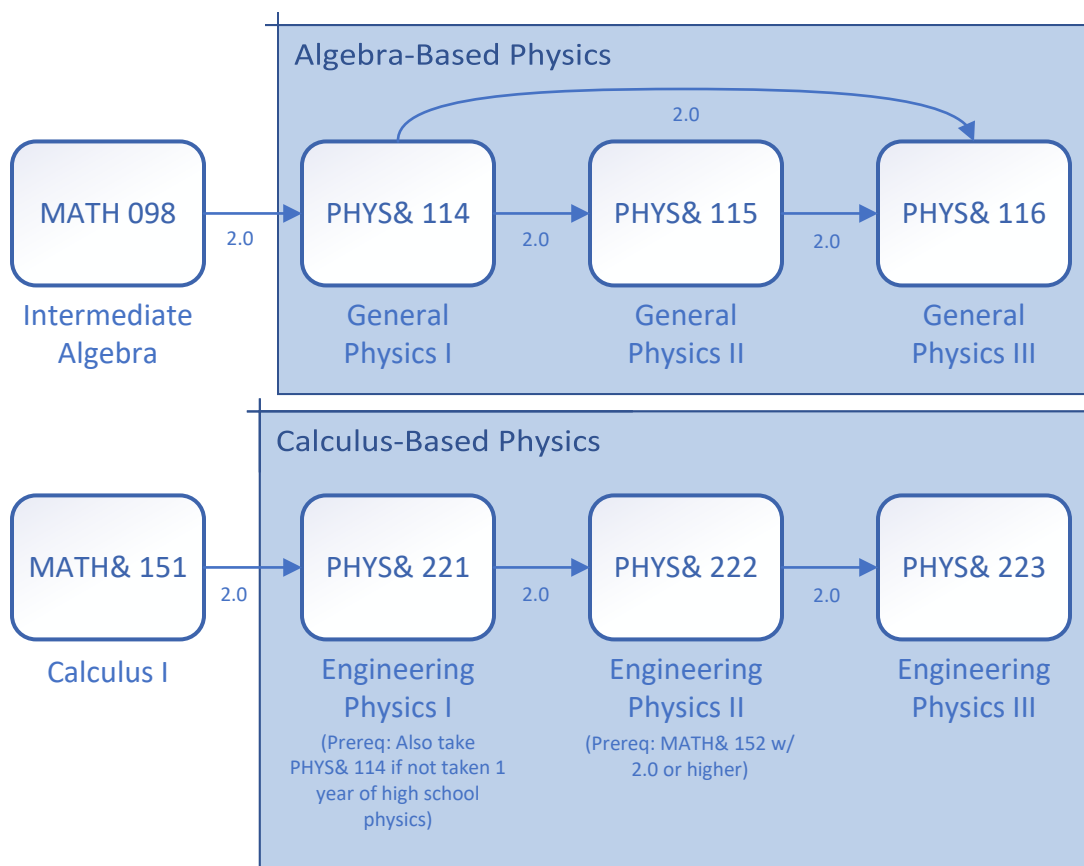 Algebra-Based Physics
2.0
MATH 098
PHYS& 114
PHYS& 115
PHYS& 116
2.0
2.0
2.0
Intermediate
Algebra
General
Physics I
General
Physics II
General
Physics III
Calculus-Based Physics
MATH& 151
PHYS& 221
PHYS& 222
PHYS& 223
2.0
2.0
2.0
Calculus I
Engineering
Physics I
(Prereq: Also take
PHYS& 114 if not taken 1
year of high school
physics)
Engineering
Physics II
(Prereq: MATH& 152 w/
2.0 or higher)
Engineering
Physics III